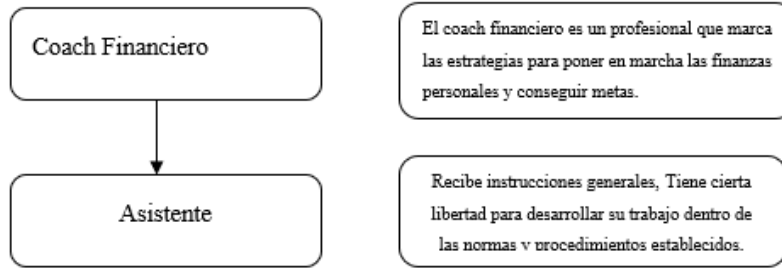 Coach Financiero
El coach financiero es un profesional que marca
las estrategias para poner en marcha las finanzas
personales y conseguir metas.
Asistente
Recibe instrucciones generales, Tiene cierta
libertad para desarrollar su trabajo dentro de
las normas y procedimientos establecidos.